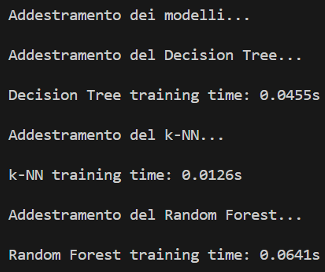 Addestramento dei modelli...
Addestramento del Decision Tree...
Decision Tree training time: 0.0455s
Addestramento del k-NN...
k-NN training time: 0.0126s
Addestramento del Random Forest...
Random Forest training time: 0.0641s